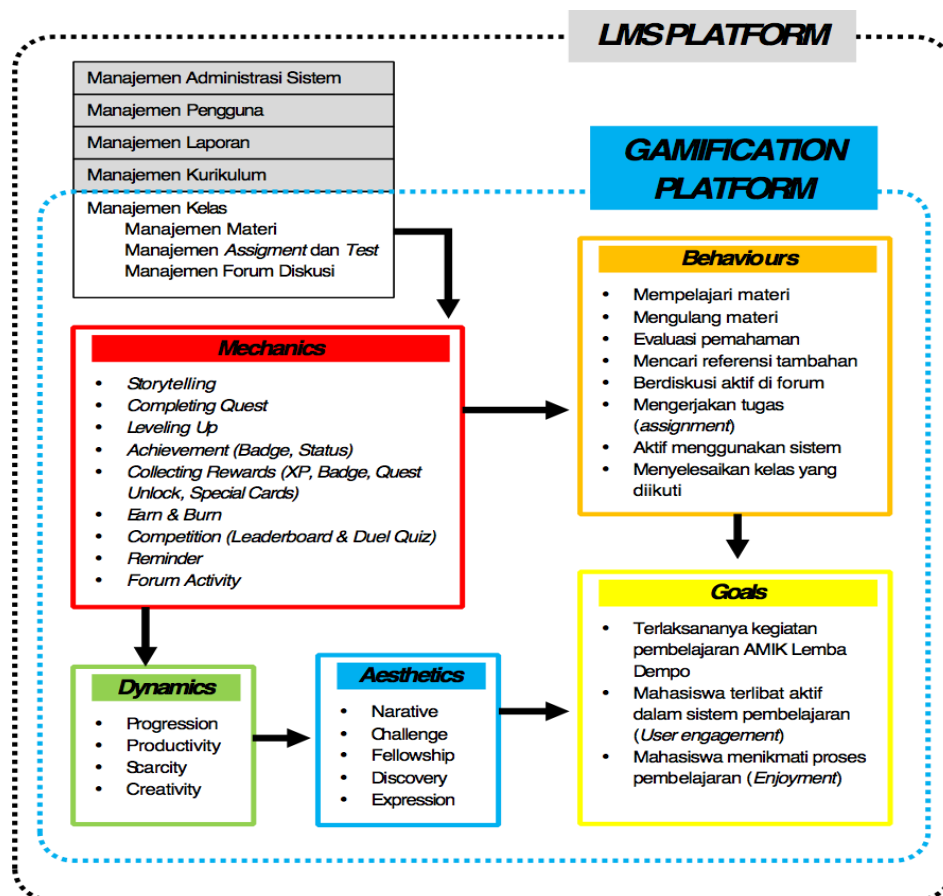 LMS PLATFORM
Manajemen Administrasi Sistem
Manajemen Pengguna
Manajemen Laporan
Manajemen Kurikulum
Manajemen Kelas
Manajemen Materi
Manajemen Assigment dan Test
Manajemen Forum Diskusi
GAMIFICATION
PLATFORM
Mechanics
• Storytelling
• Completing Quest
• Leveling Up
• Achievement (Badge, Status)
• Collecting Rewards (XP, Badge, Quest
Unlock, Special Cards)
• Earn & Burn
• Competition (Leaderboard & Duel Quiz)
• Reminder
• Forum Activity
Behaviours
• Mempelajari materi
• Mengulang materi
• Evaluasi pemahaman
• Mencari referensi tambahan
• Berdiskusi aktif di forum
• Mengerjakan tugas
(assignment)
• Aktif menggunakan sistem
• Menyelesaikan kelas yang
diikuti
Dynamics
• Progression
• Productivity
• Scarcity
• Creativity
Aesthetics
• Narative
• Challenge
• Fellowship
• Discovery
• Expression
Goals
• Terlaksananya kegiatan
pembelajaran AMIK Lemba
Dempo
• Mahasiswa terlibat aktif
dalam sistem pembelajaran
(User engagement)
• Mahasiswa menikmati proses
pembelajaran (Enjoyment)